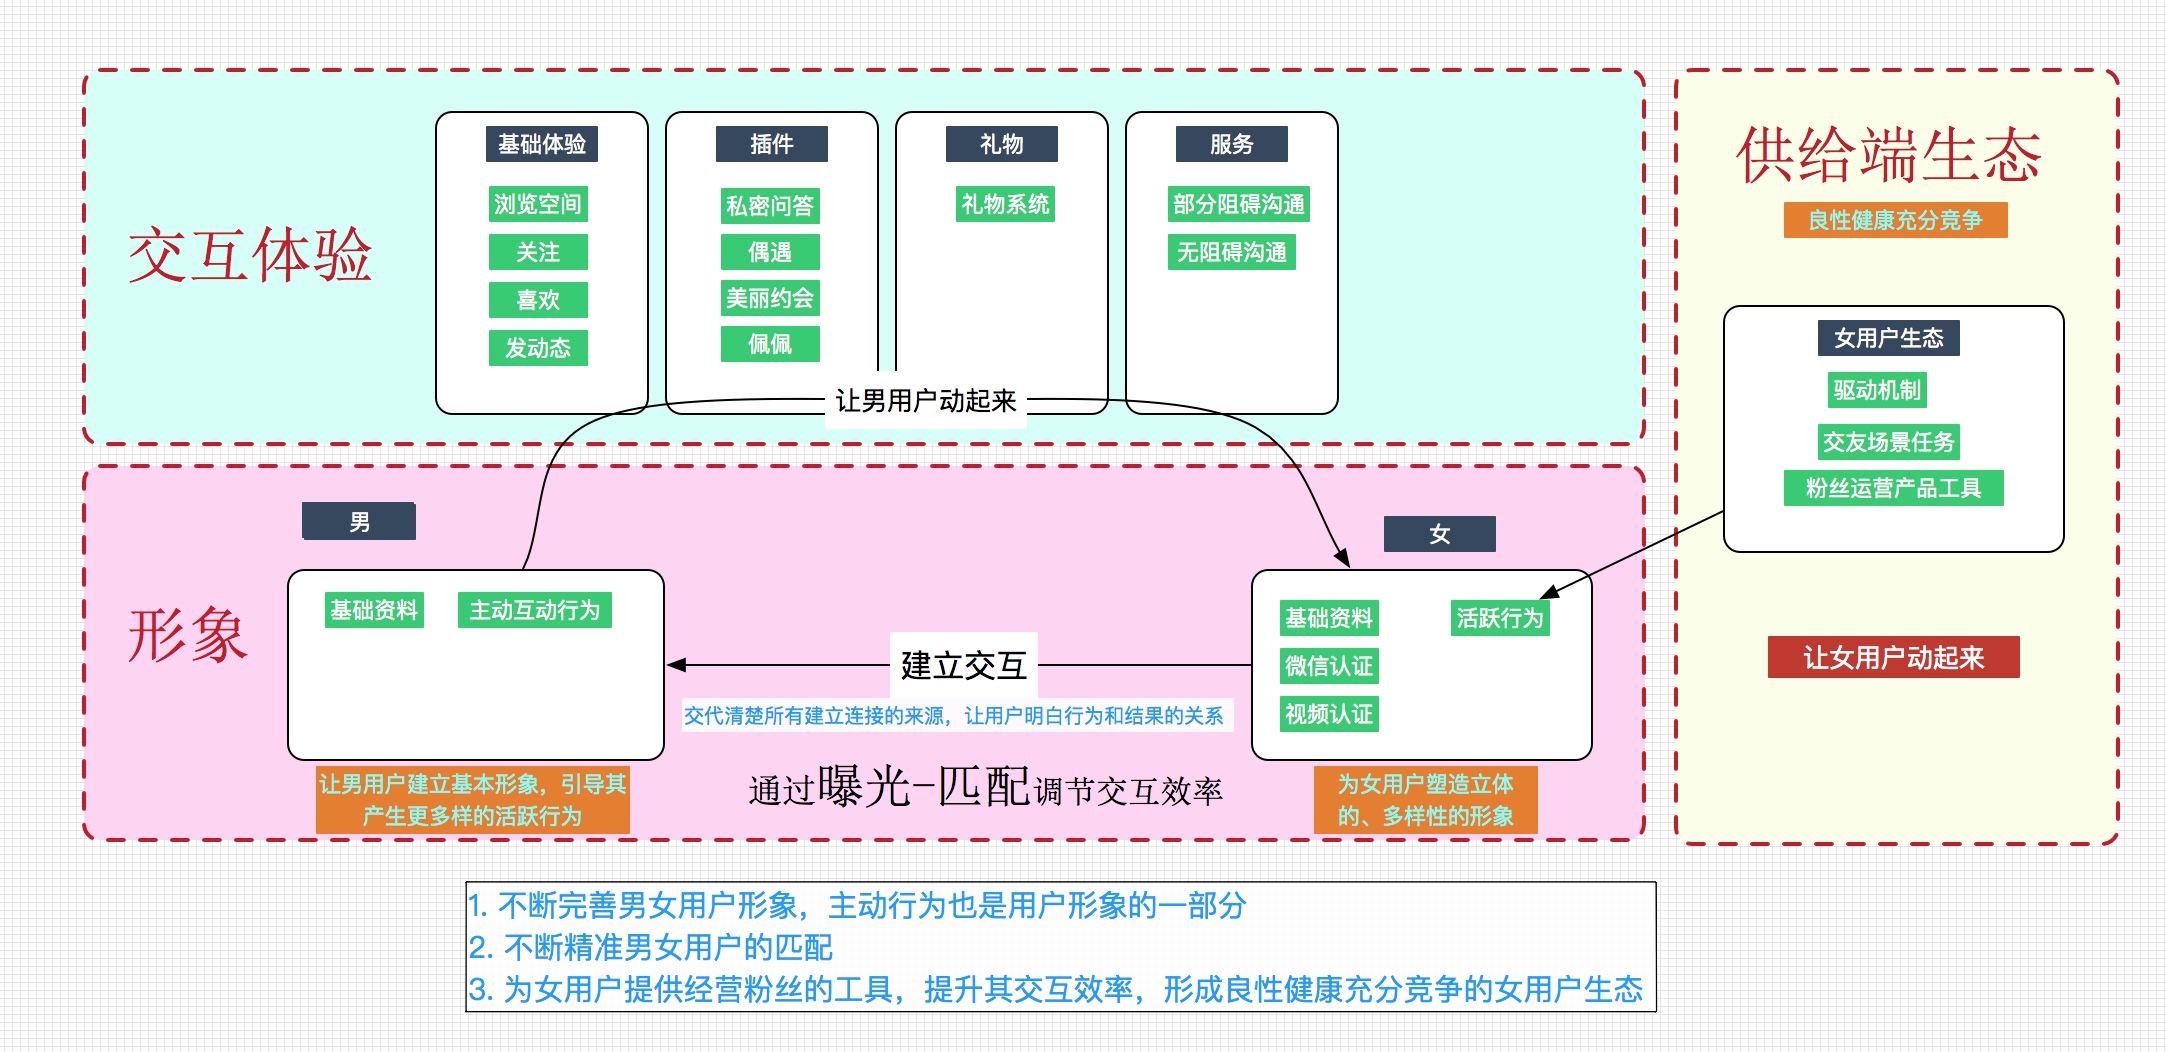 交互体验
基础体验
浏览空间
关注
喜欢
发动态
插件
私密问答
偶遇
美丽约会
佩佩
礼物
礼物系统
服务
部分阻碍沟通
无阻碍沟通
让男用户动起来
供给端生态
良性健康充分竞争
女用户生态
驱动机制
交友场景任务
粉丝运营产品工具
让女用户动起来
形象
男
基础资料
主动互动行为
让男用户建立基本形象，引导其
产生更多样的活跃行为
建立交互
交代清楚所有建立连接的来源，让用户明白行为和结果的关系
通过曝光-匹配调节交互效率
女
基础资料
活跃行为
微信认证
视频认证
为女用户塑造立体
的、多样性的形象
1. 不断完善男女用户形象，主动行为也是用户形象的一部分
2. 不断精准男女用户的匹配
3. 为女用户提供经营粉丝的工具，提升其交互效率，形成良性健康充分竞争的女用户生态